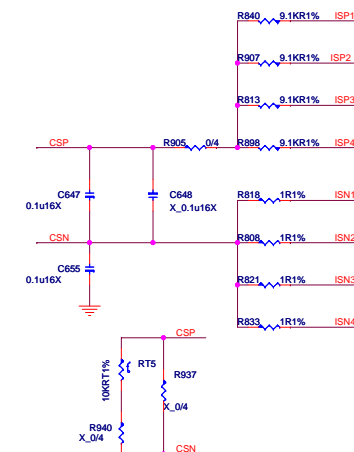 R840 9.1KR1% ISP1
R907 9.1KR1% ISP2
R813 9.1KR1% ISP3
CSP R905 0/4 R898 9.1KR1% ISP4
C647 0.1u16X
C648 X_0.1u16X
R818 1R1% ISN1
CSN R808 1R1% ISN2
C655 0.1u16X
R821 1R1% ISN3
R833 1R1% ISN4
CSP
10KRT1% RT5
R937 X_0/4
R940 X_0/4
CSN